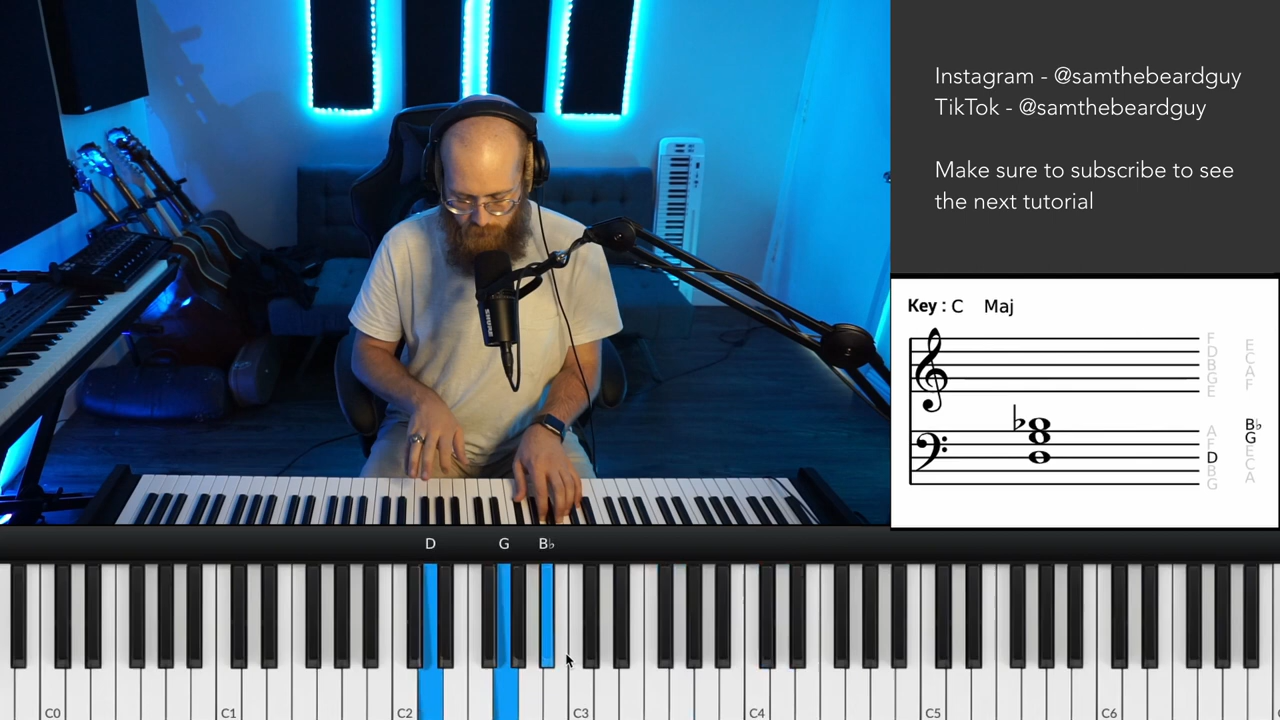 Instagram - @samthebeardguy
TikTok - @samthebeardguy
Make sure to subscribe to see
the next tutorial
Key : C Maj
F
D
B
G
E
E
C
A
F
A
F
D
B
G
B♭
G
E
C
A
SHURE
D G B♭
C0 C1 C2 C3 C4 C5 C6